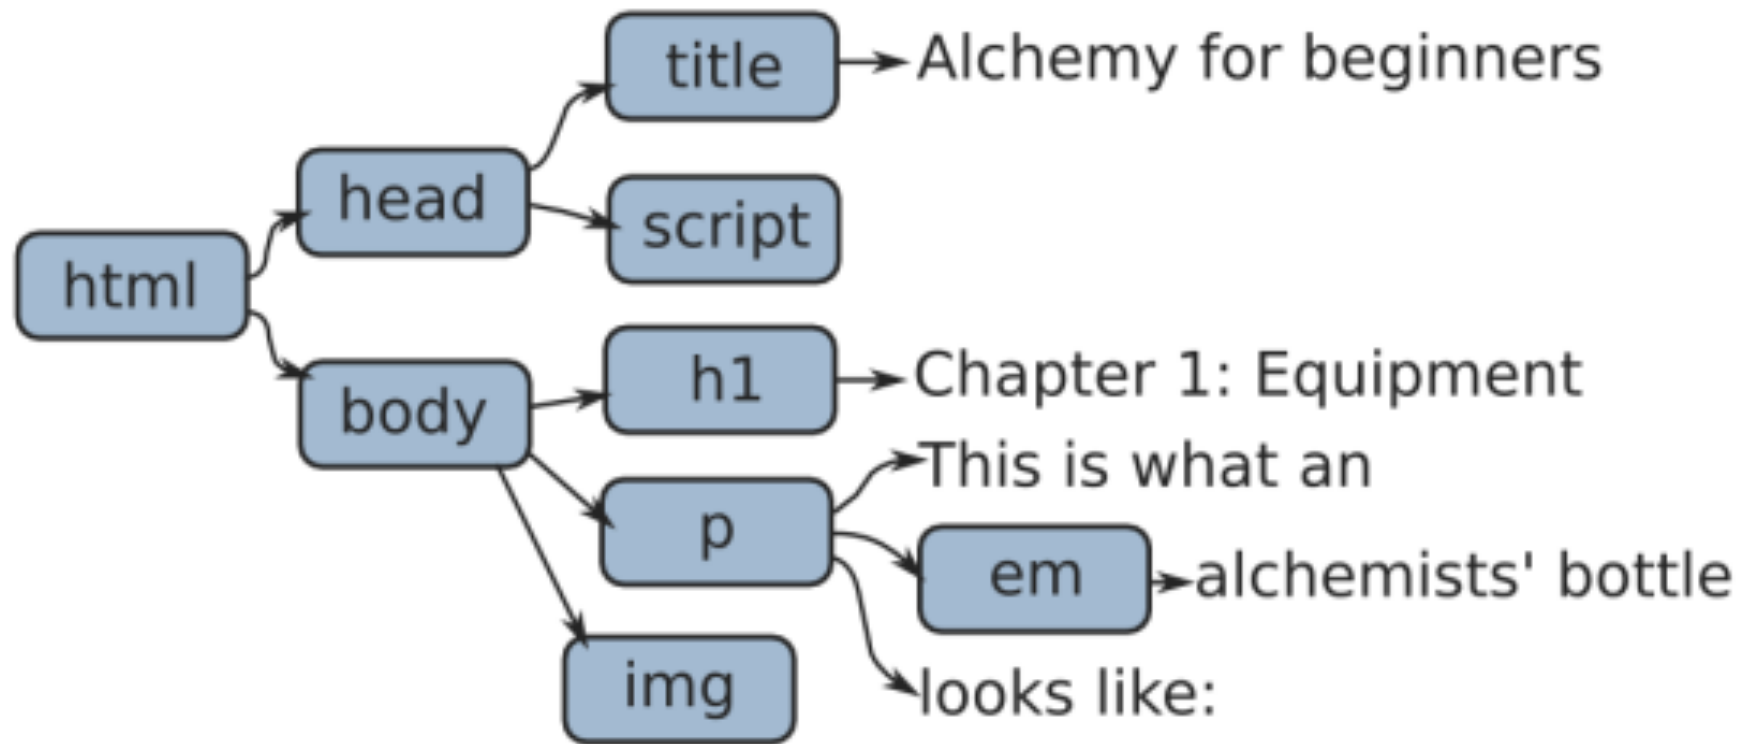 title
Alchemy for beginners
head
script
html
h1
Chapter 1: Equipment
body
This is what an
p
em
alchemists' bottle
img
looks like: